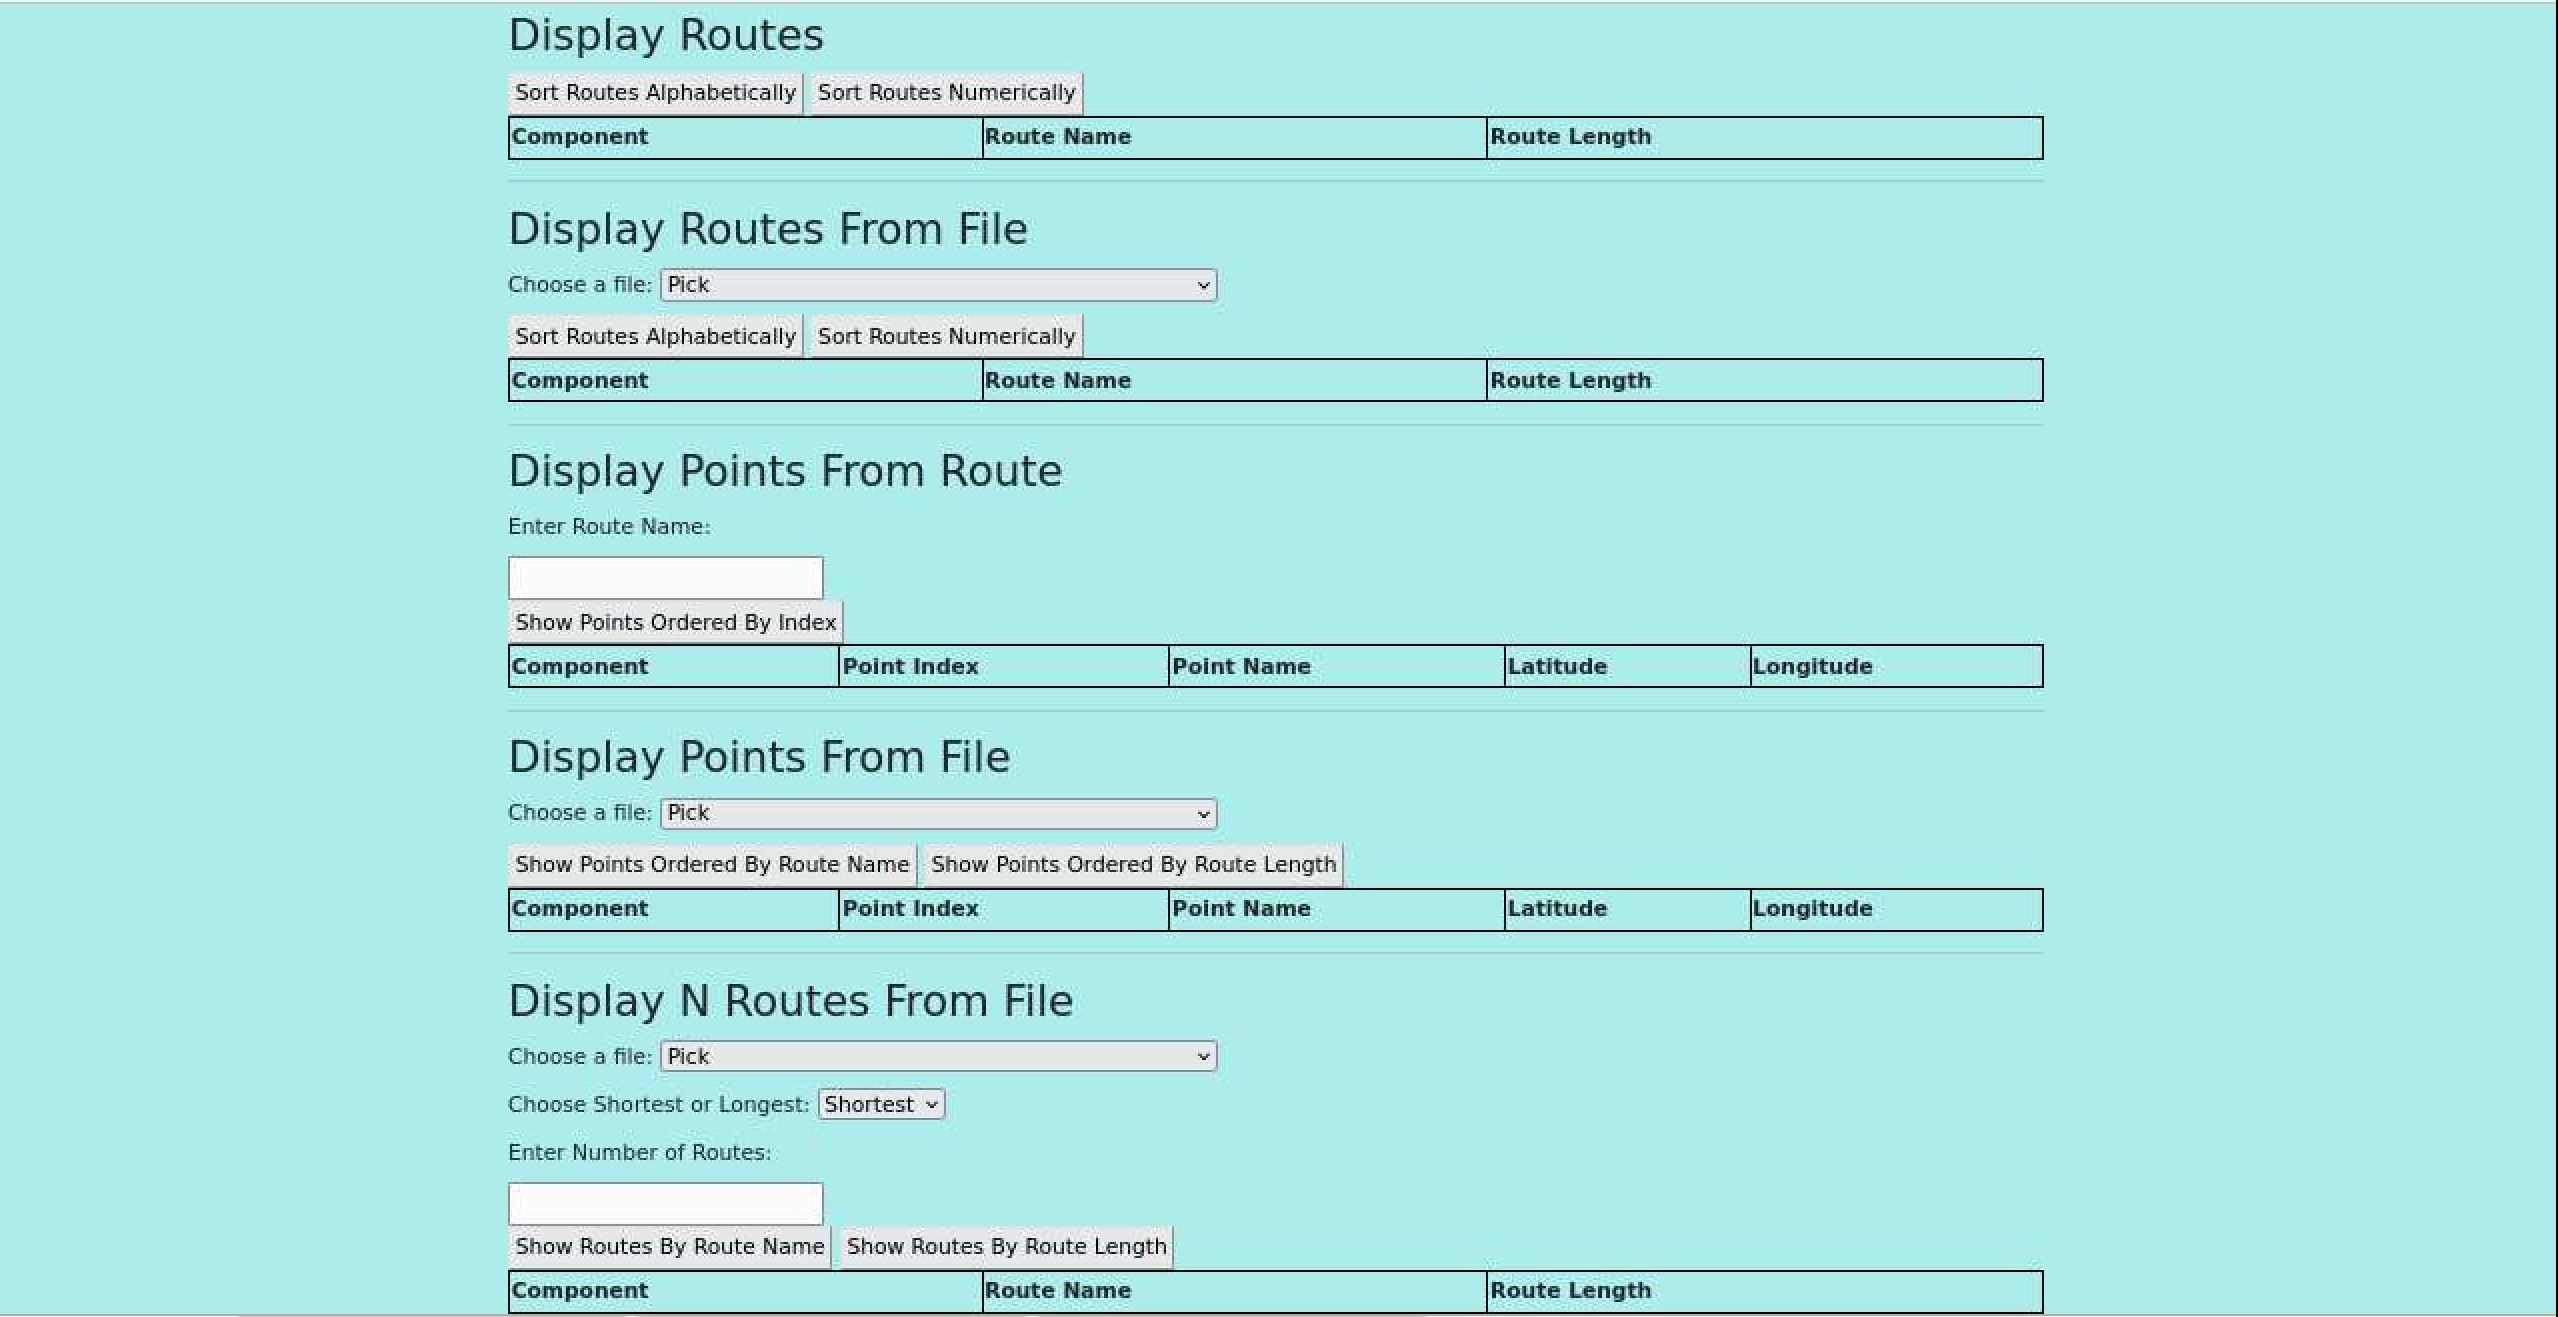 Display Routes
Sort Routes Alphabetically Sort Routes Numerically
Component Route Name Route Length
Display Routes From File
Choose a file: Pick
Sort Routes Alphabetically Sort Routes Numerically
Component Route Name Route Length
Display Points From Route
Enter Route Name:
Show Points Ordered By Index
Component Point Index Point Name Latitude Longitude
Display Points From File
Choose a file: Pick
Show Points Ordered By Route Name Show Points Ordered By Route Length
Component Point Index Point Name Latitude Longitude
Display N Routes From File
Choose a file: Pick
Choose Shortest or Longest: Shortest
Enter Number of Routes:
Show Routes By Route Name Show Routes By Route Length
Component Route Name Route Length